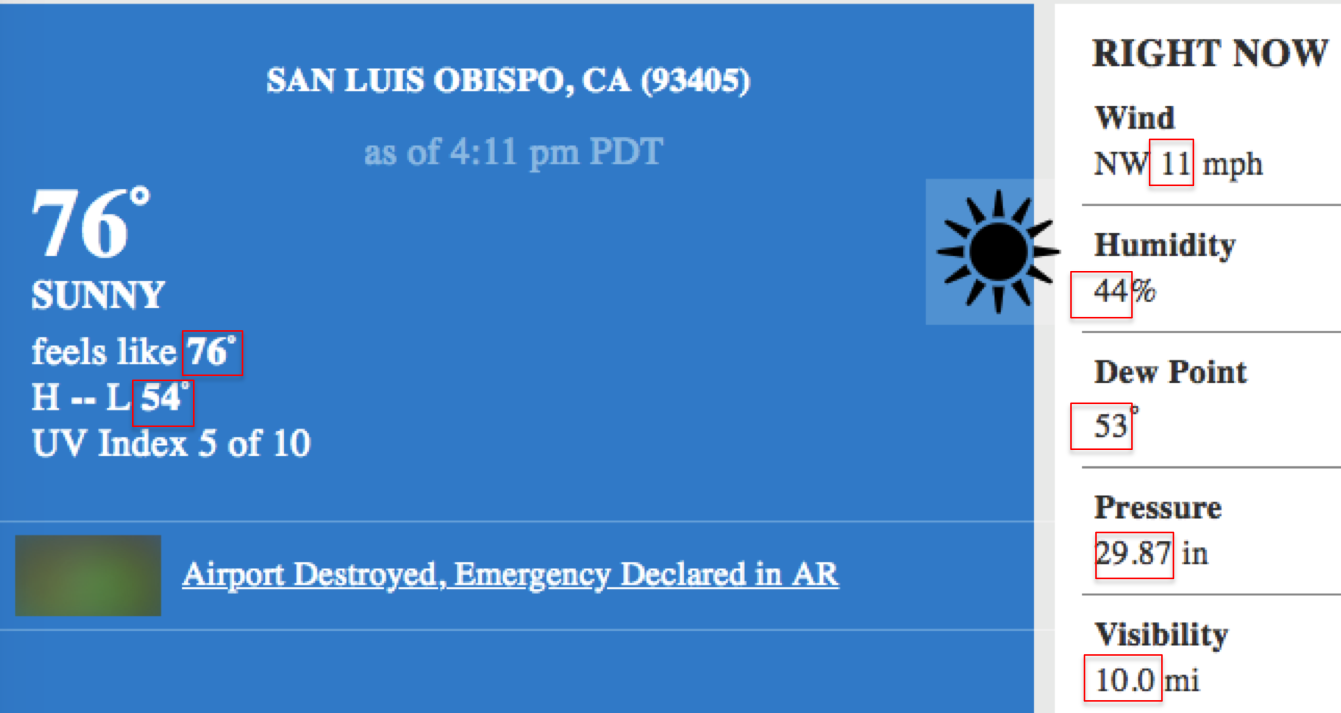 SAN LUIS OBISPO, CA (93405)
as of 4:11 pm PDT
76°
SUNNY
feels like 76°
H -- L 54°
UV Index 5 of 10
Airport Destroyed, Emergency Declared in AR
RIGHT NOW
Wind
NW 11 mph
Humidity
44%
Dew Point
53°
Pressure
29.87 in
Visibility
10.0 mi